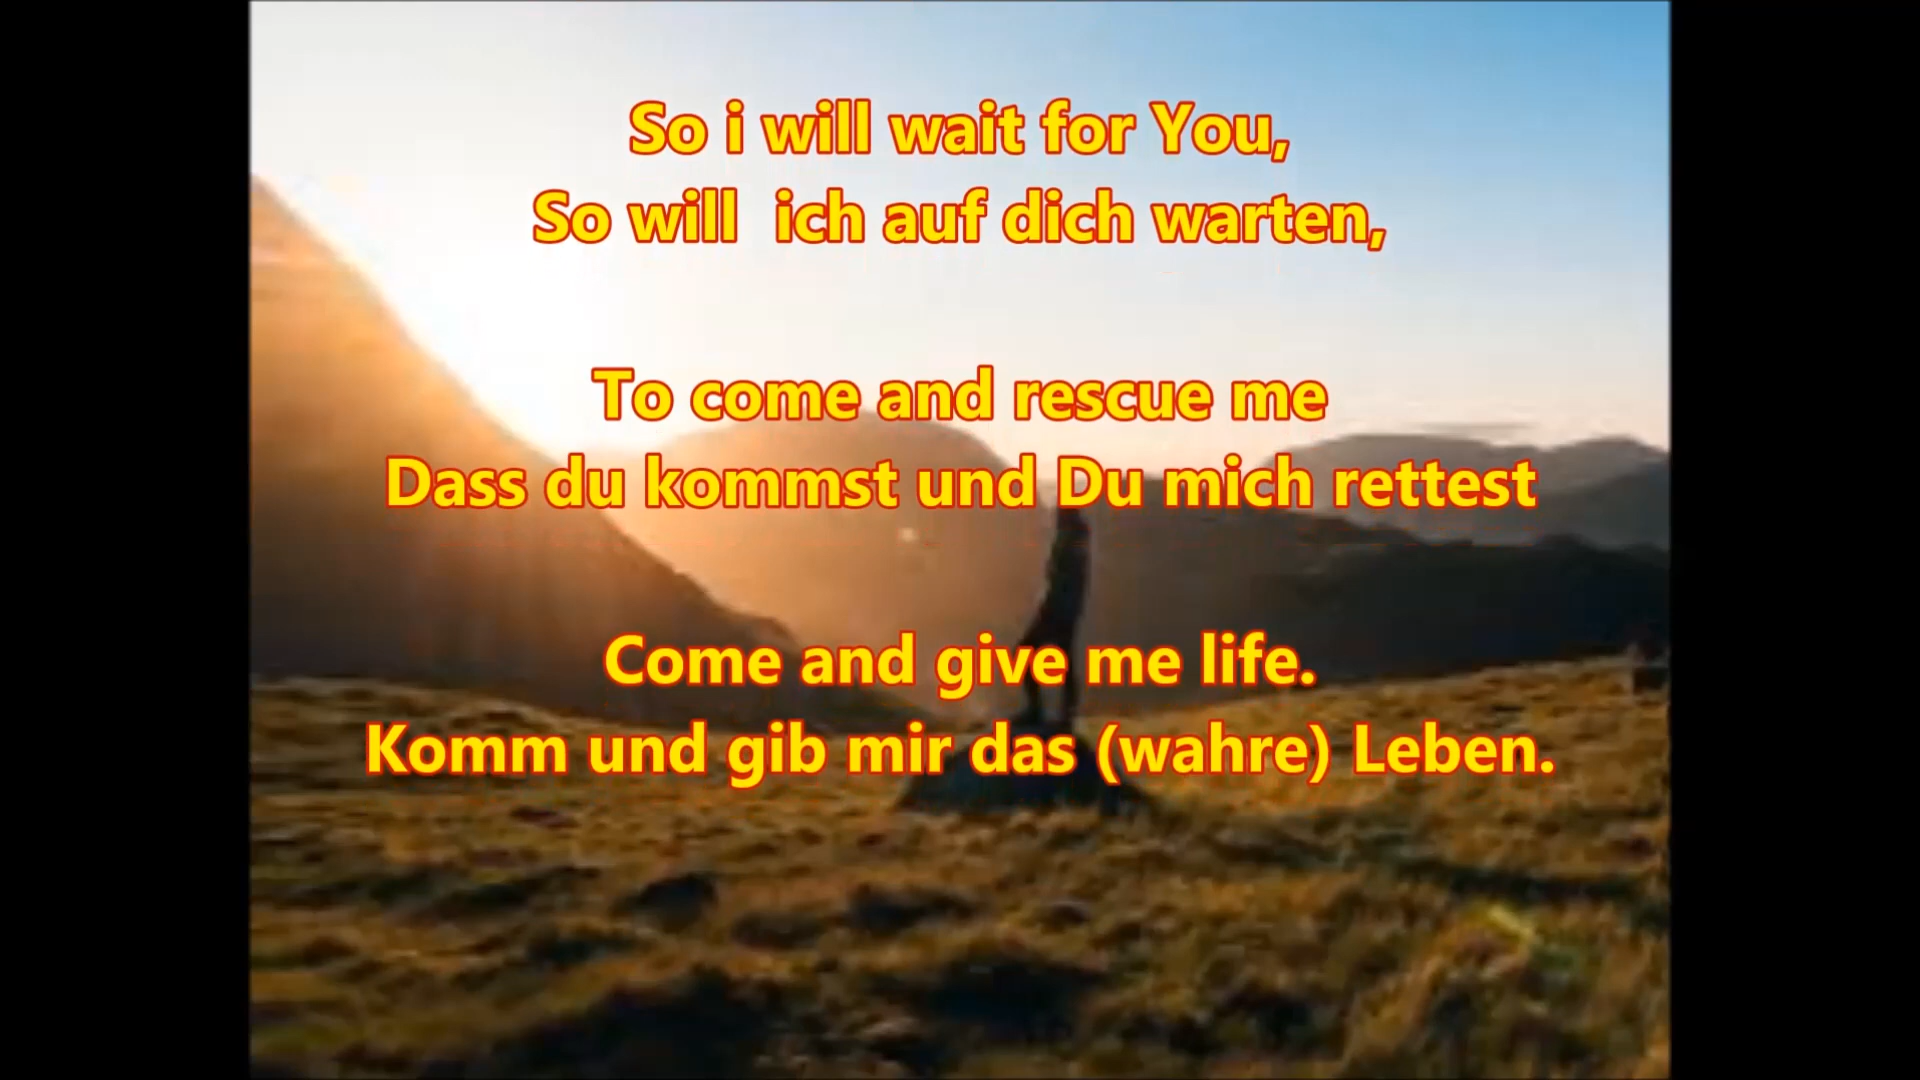 So i will wait for You,
So will  ich auf dich warten,
To come and rescue me
Dass du kommst und Du mich rettest
Come and give me life.
Komm und gib mir das (wahre) Leben.